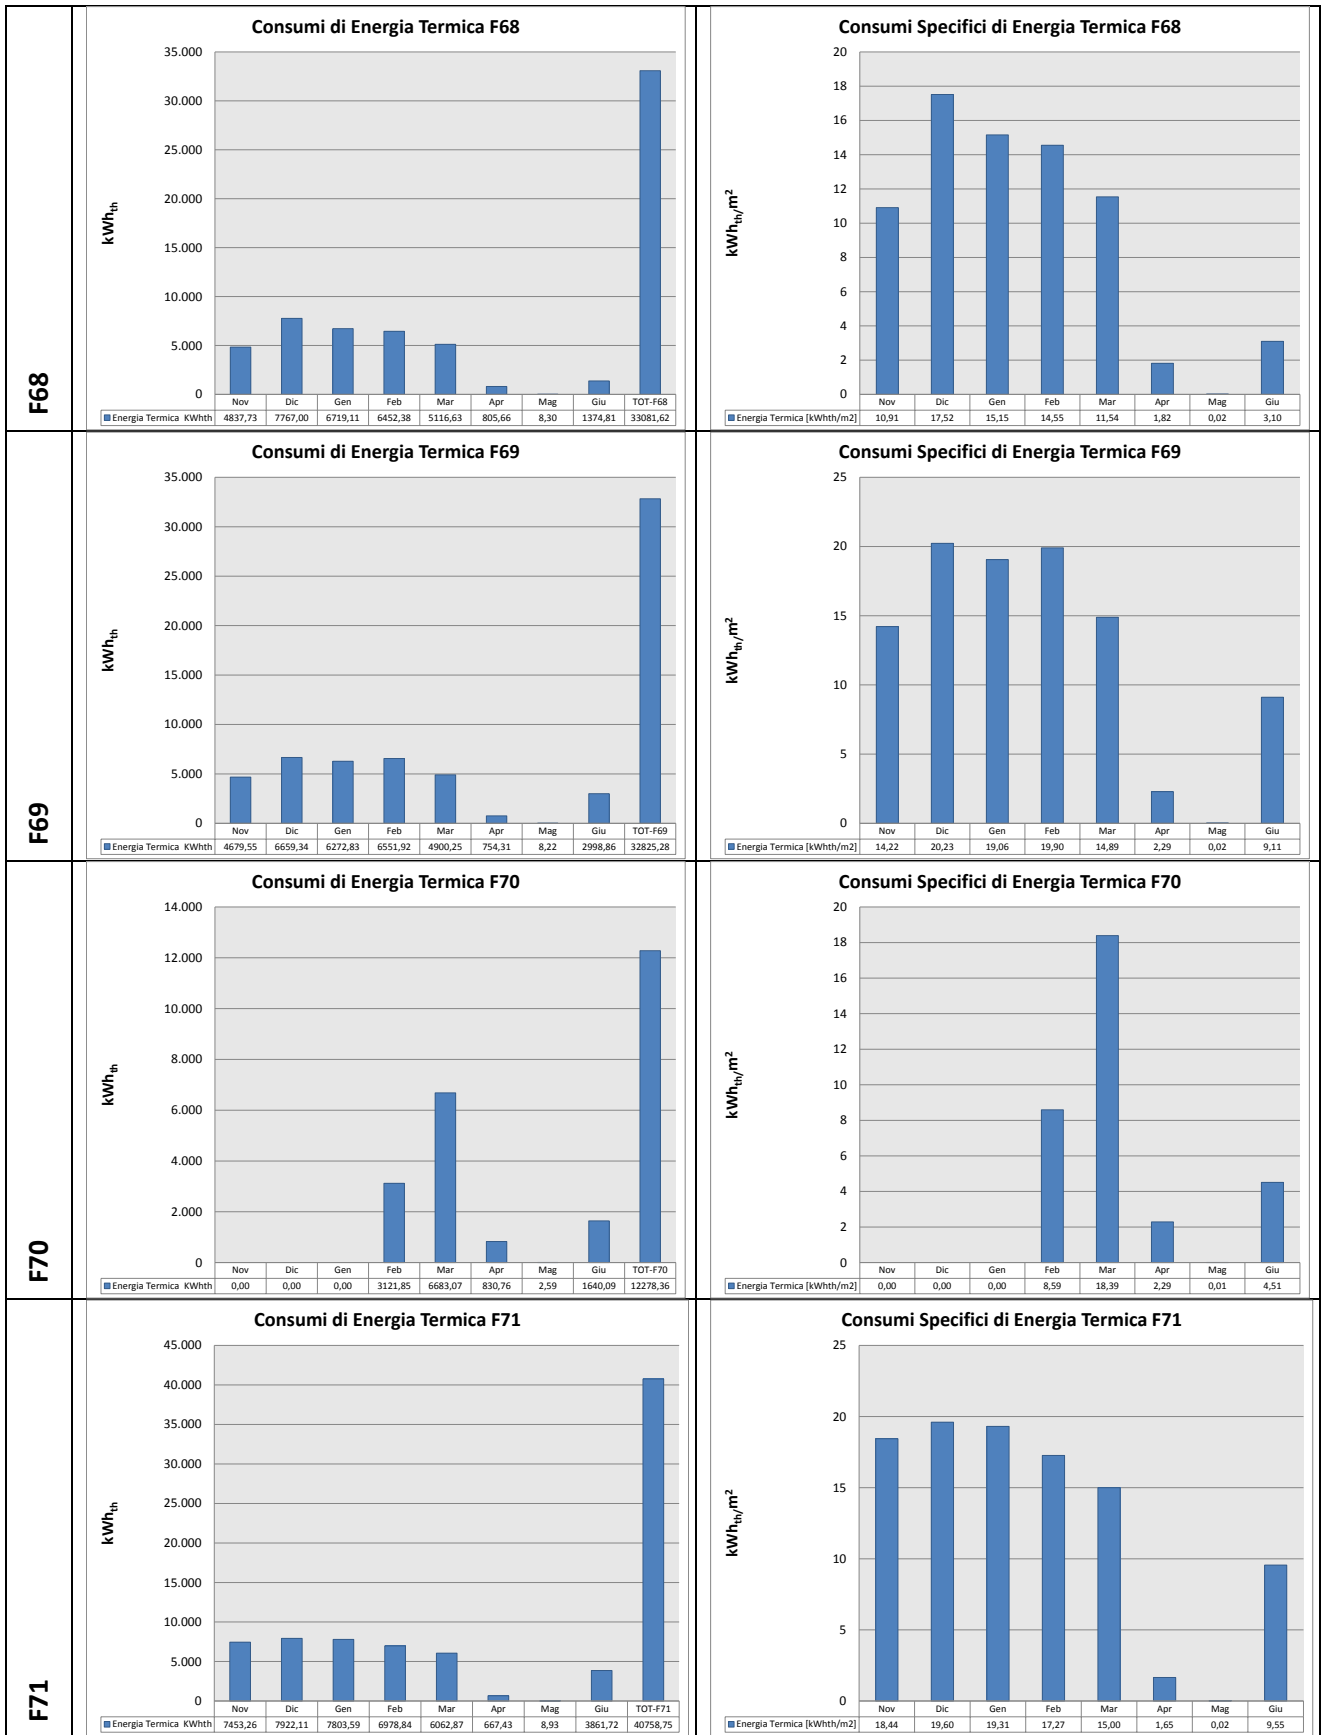 F68
Consumi di Energia Termica F68
kWhth
35.000
30.000
25.000
20.000
15.000
10.000
5.000
0
Nov Dic Gen Feb Mar Apr Mag Giu TOT-F68
Energia Termica KWhth 4837,73 7767,00 6719,11 6452,38 5116,63 805,66 8,30 1374,81 33081,62
Consumi Specifici di Energia Termica F68
kWhth/m²
20
18
16
14
12
10
8
6
4
2
0
Nov Dic Gen Feb Mar Apr Mag Giu
Energia Termica [kWhth/m2] 10,91 17,52 15,15 14,55 11,54 1,82 0,02 3,10
F69
Consumi di Energia Termica F69
kWhth
35.000
30.000
25.000
20.000
15.000
10.000
5.000
0
Nov Dic Gen Feb Mar Apr Mag Giu TOT-F69
Energia Termica KWhth 4679,55 6659,34 6272,83 6551,92 4900,25 754,31 8,22 2998,86 32825,28
Consumi Specifici di Energia Termica F69
kWhth/m²
25
20
15
10
5
0
Nov Dic Gen Feb Mar Apr Mag Giu
Energia Termica [kWhth/m2] 14,22 20,23 19,06 19,90 14,89 2,29 0,02 9,11
F70
Consumi di Energia Termica F70
kWhth
14.000
12.000
10.000
8.000
6.000
4.000
2.000
0
Nov Dic Gen Feb Mar Apr Mag Giu TOT-F70
Energia Termica KWhth 0,00 0,00 0,00 3121,85 6683,07 830,76 2,59 1640,09 12278,36
Consumi Specifici di Energia Termica F70
kWhth/m²
20
18
16
14
12
10
8
6
4
2
0
Nov Dic Gen Feb Mar Apr Mag Giu
Energia Termica [kWhth/m2] 0,00 0,00 0,00 8,59 18,39 2,29 0,01 4,51
F71
Consumi di Energia Termica F71
kWhth
45.000
40.000
35.000
30.000
25.000
20.000
15.000
10.000
5.000
0
Nov Dic Gen Feb Mar Apr Mag Giu TOT-F71
Energia Termica KWhth 7453,26 7922,11 7803,59 6978,84 6062,87 667,43 8,93 3861,72 40758,75
Consumi Specifici di Energia Termica F71
kWhth/m²
25
20
15
10
5
0
Nov Dic Gen Feb Mar Apr Mag Giu
Energia Termica [kWhth/m2] 18,44 19,60 19,31 17,27 15,00 1,65 0,02 9,55